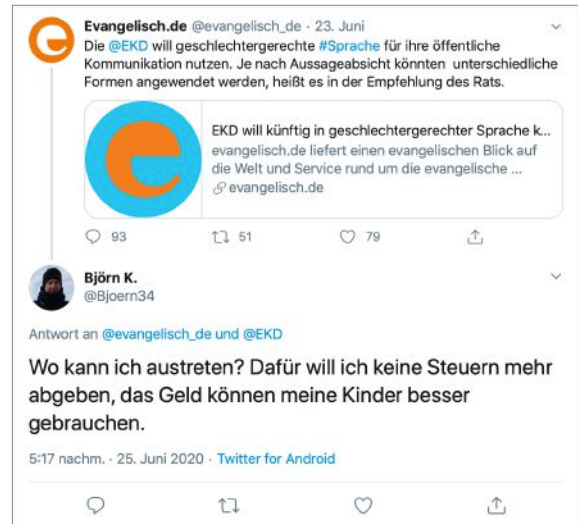 Evangelisch.de @evangelisch_de · 23. Juni
Die @EKD will geschlechtergerechte #Sprache für ihre öffentliche
Kommunikation nutzen. Je nach Aussageabsicht könnten unterschiedliche
Formen angewendet werden, heißt es in der Empfehlung des Rats.
EKD will künftig in geschlechtergerechter Sprache k...
evangelisch.de liefert einen evangelischen Blick auf
die Welt und Service rund um die evangelische ...
evangelisch.de
93 51 79
Björn K.
@Bjoern34
Antwort an @evangelisch_de und @EKD
Wo kann ich austreten? Dafür will ich keine Steuern mehr
abgeben, das Geld können meine Kinder besser
gebrauchen.
5:17 nachm. · 25. Juni 2020 · Twitter for Android